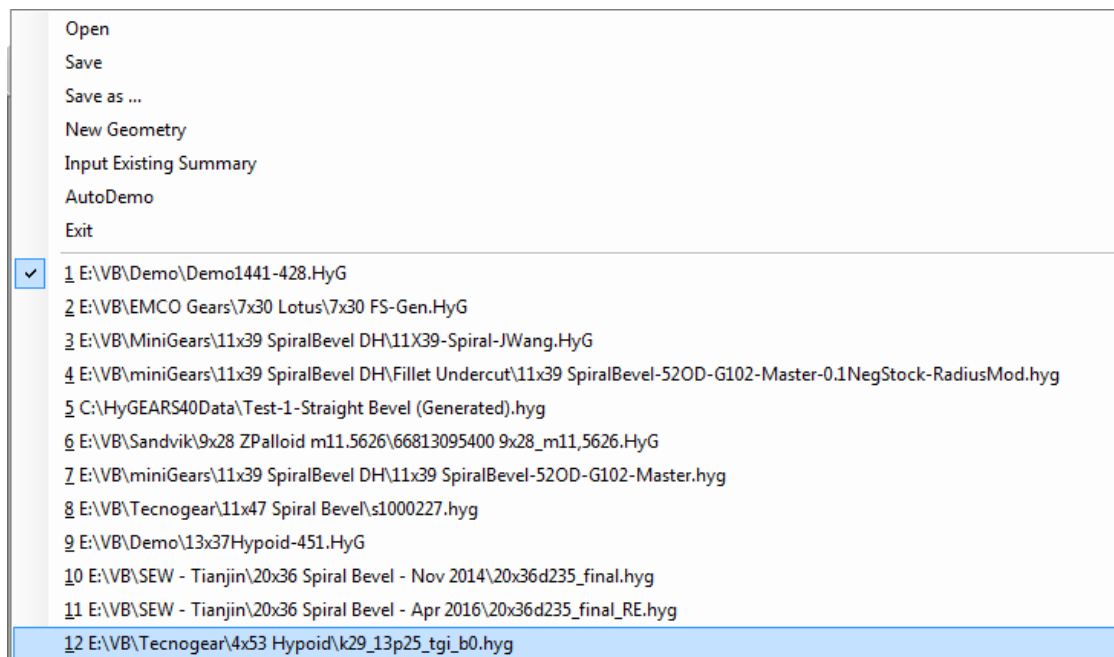 Open
Save
Save as ...
New Geometry
Input Existing Summary
AutoDemo
Exit
1 E:\VB\Demo\Demo1441-428.HyG
2 E:\VB\EMCO Gears\7x30 Lotus\7x30 FS-Gen.HyG
3 E:\VB\MiniGears\11x39 SpiralBevel DH\11X39-Spiral-JWang.HyG
4 E:\VB\miniGears\11x39 SpiralBevel DH\Fillet Undercut\11x39 SpiralBevel-52OD-G102-Master-0.1NegStock-RadiusMod.hyg
5 C:\HyGEARS40Data\Test-1-Straight Bevel (Generated).hyg
6 E:\VB\Sandvik\9x28 ZPalloid m11.5626\66813095400 9x28_m11,5626.HyG
7 E:\VB\miniGears\11x39 SpiralBevel DH\11x39 SpiralBevel-52OD-G102-Master.hyg
8 E:\VB\Tecnogear\11x47 Spiral Bevel\s1000227.hyg
9 E:\VB\Demo\13x37Hypoid-451.HyG
10 E:\VB\SEW - Tianjin\20x36 Spiral Bevel - Nov 2014\20x36d235_final.hyg
11 E:\VB\SEW - Tianjin\20x36 Spiral Bevel - Apr 2016\20x36d235_final_RE.hyg
12 E:\VB\Tecnogear\4x53 Hypoid\k29_13p25_tgi_b0.hyg